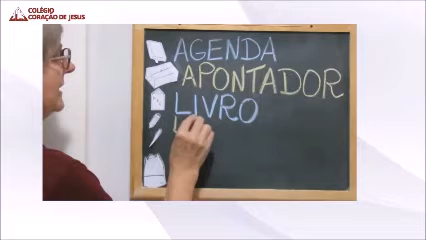 COLÉGIO
CORAÇÃO DE JESUS
AGENDA
APONTADOR
LIVRO
L